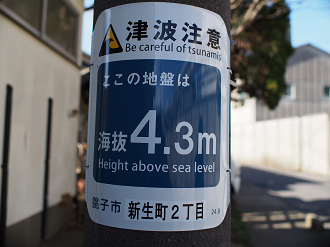 津波注意
Be careful of tsunamis
ここの地盤は
海抜4.3m
Height above sea level
銚子市 新生町2丁目